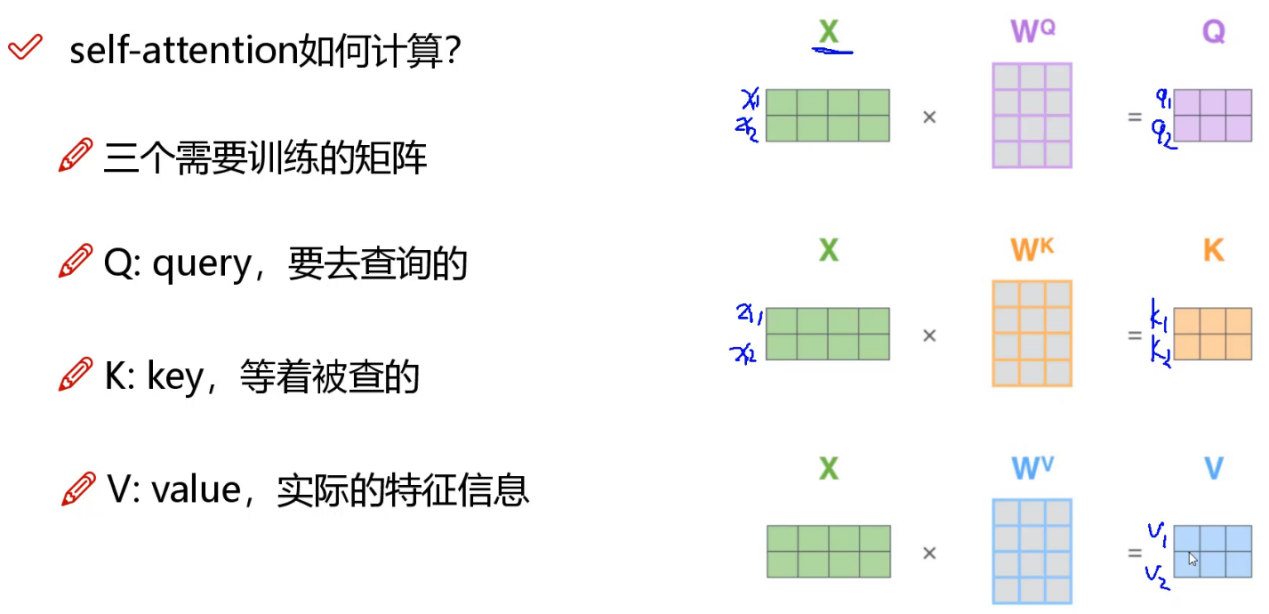 self-attention如何计算?
三个需要训练的矩阵
Q: query，要去查询的
K: key，等着被查的
V: value，实际的特征信息
X W^Q Q
x1 × = q1
x2 q2
X W^K K
x1 × = k1
x2 k2
X W^V V
× = v1
v2